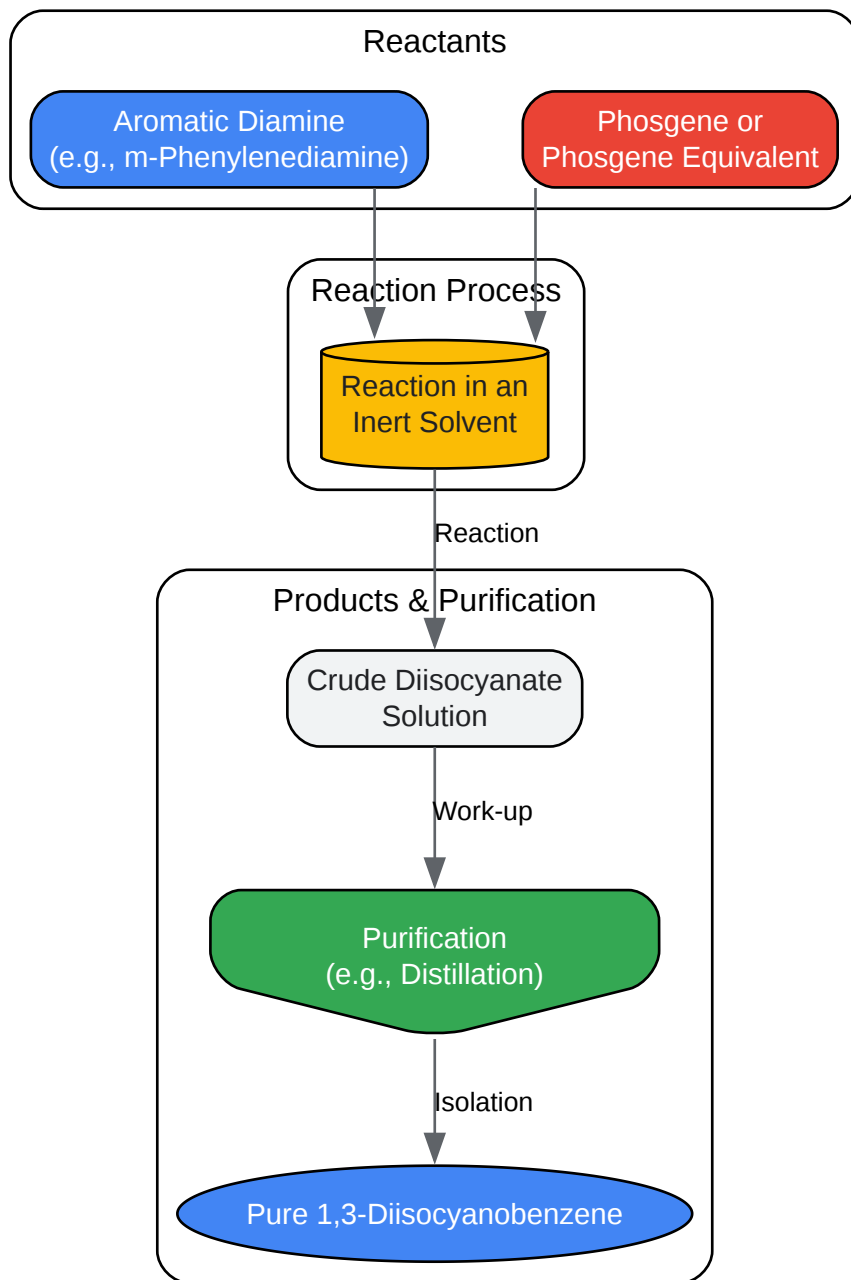 Reactants
Aromatic Diamine
(e.g., m-Phenylenediamine)
Phosgene or
Phosgene Equivalent
Reaction Process
Reaction in an
Inert Solvent
Reaction
Products & Purification
Crude Diisocyanate
Solution
Work-up
Purification
(e.g., Distillation)
Isolation
Pure 1,3-Diisocyanobenzene